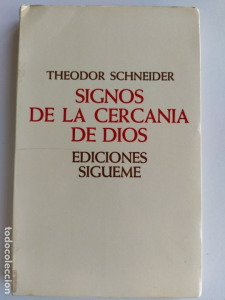 THEODOR SCHNEIDER
SIGNOS
DE LA CERCANIA
DE DIOS
EDICIONES
SIGUEME
todocoleccion